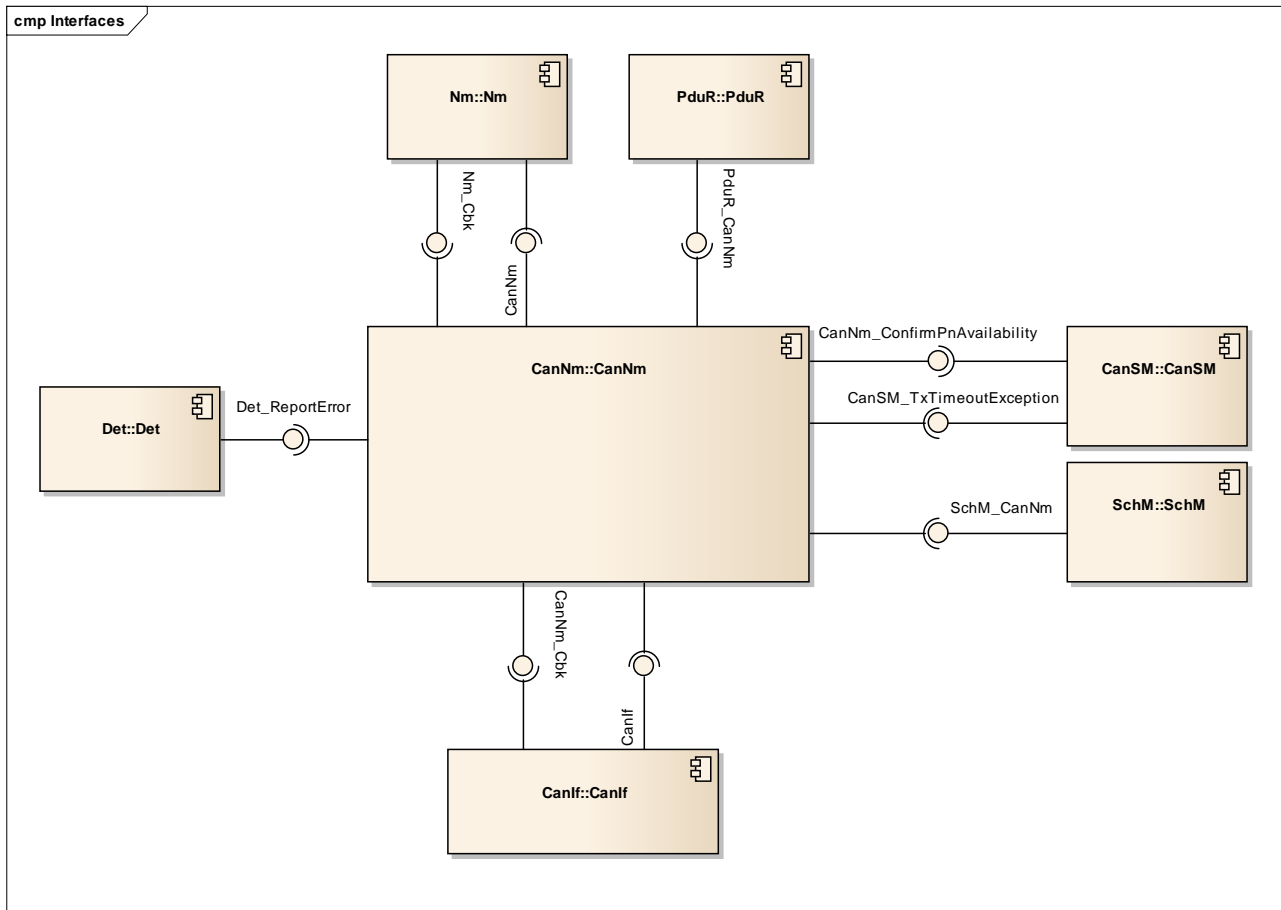 cmp Interfaces
Nm::Nm
PduR::PduR
Nm_Cbk
CanNm
PduR_CanNm
CanNm::CanNm
CanNm_ConfirmPnAvailability
CanSM::CanSM
CanSM_TxTimeoutException
Det::Det
Det_ReportError
SchM::SchM
SchM_CanNm
CanNm_Cbk
CanIf
CanIf::CanIf